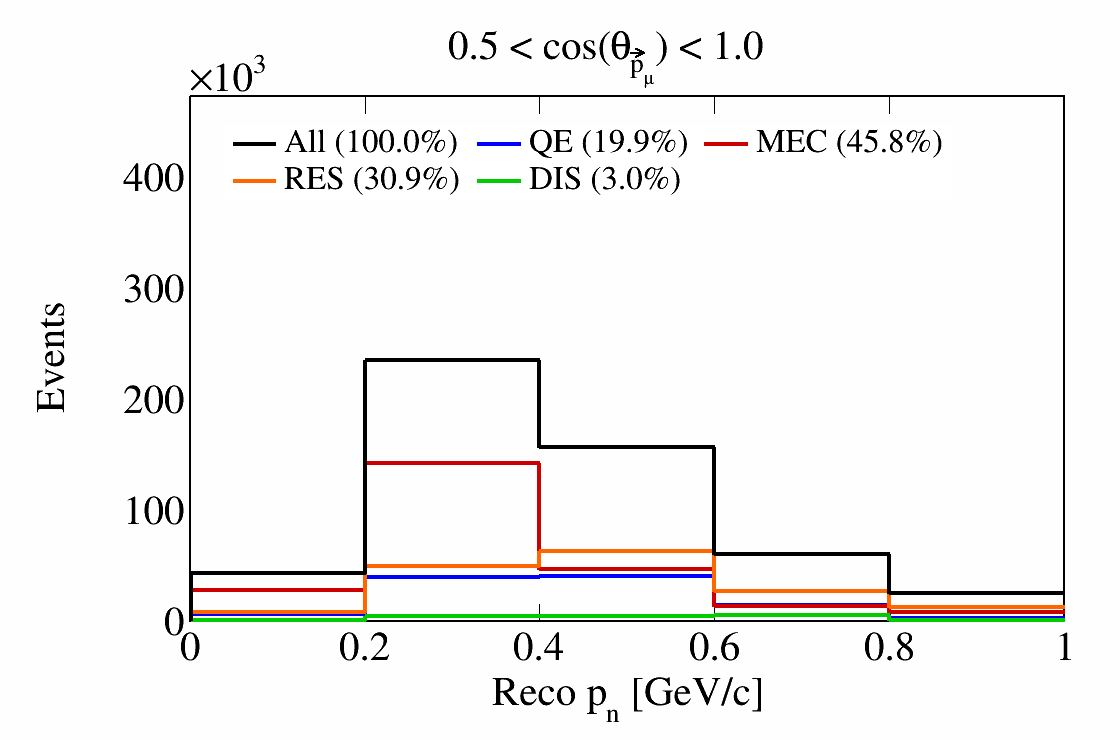 0.5 < cos(θ_{\vec{p}_μ}) < 1.0
×10³
All (100.0%) QE (19.9%) MEC (45.8%)
RES (30.9%) DIS (3.0%)
400
300
200
100
0
Events
0 0.2 0.4 0.6 0.8 1
Reco p_n [GeV/c]